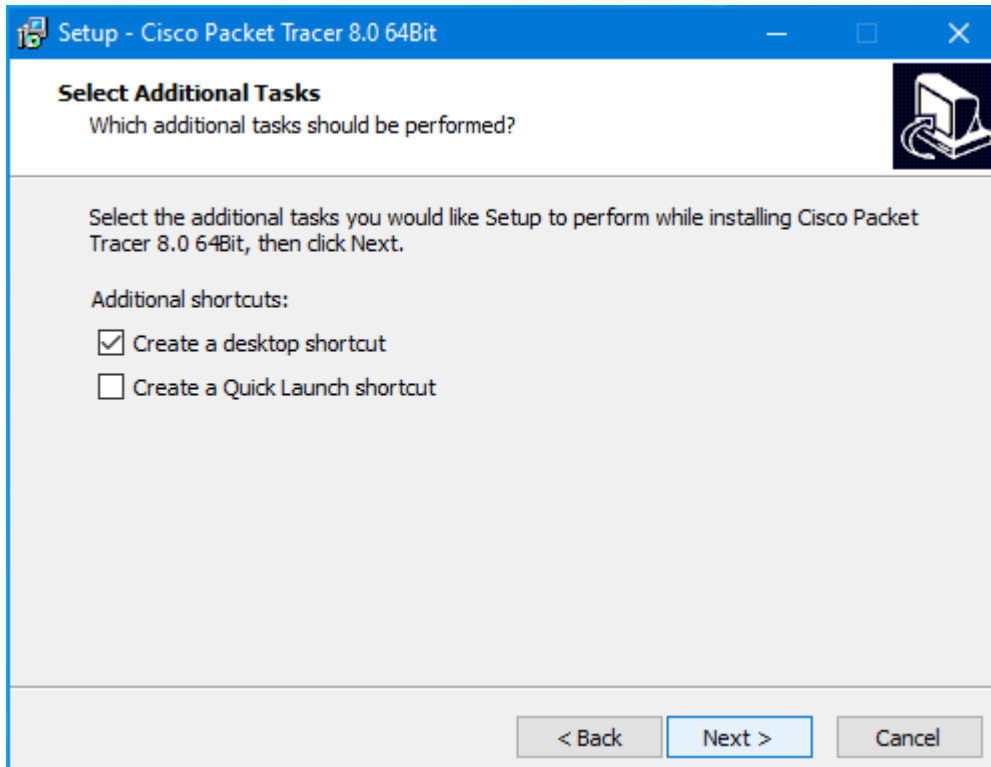 Setup - Cisco Packet Tracer 8.0 64Bit
Select Additional Tasks
Which additional tasks should be performed?
Select the additional tasks you would like Setup to perform while installing Cisco Packet
Tracer 8.0 64Bit, then click Next.
Additional shortcuts:
Create a desktop shortcut
Create a Quick Launch shortcut
< Back Next > Cancel